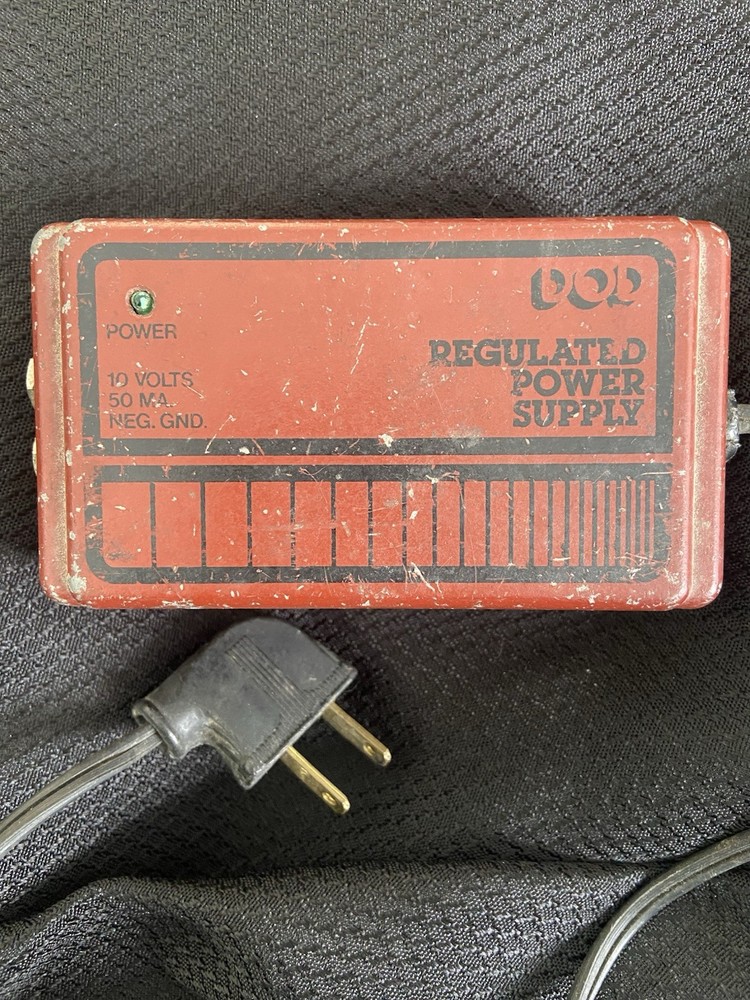 DOD
POWER
REGULATED
POWER
SUPPLY
10 VOLTS
50 MA.
NEG. GND.